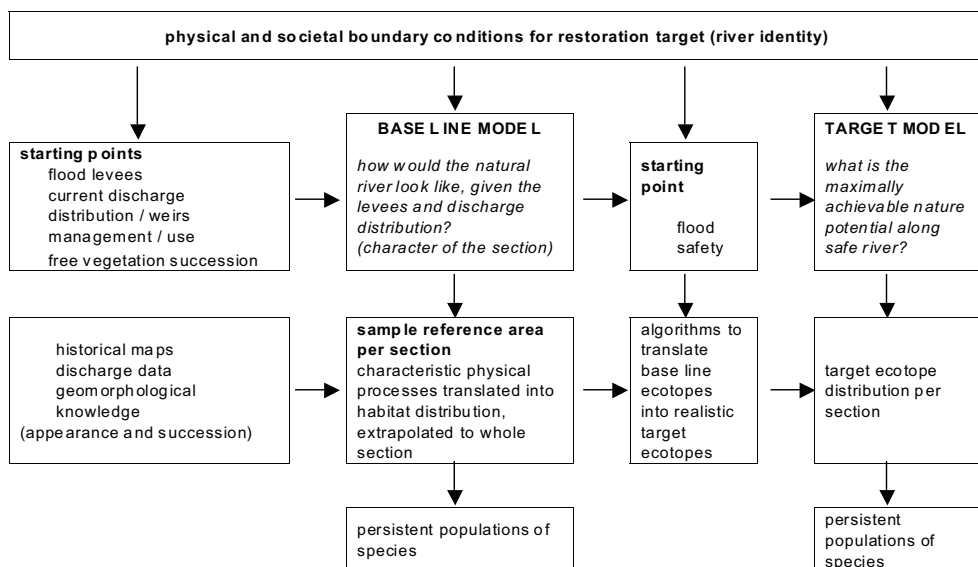 physical and societal boundary conditions for restoration target (river identity)
starting points
flood levees
current discharge
distribution / weirs
management / use
free vegetation succession
BASE LINE MODEL
how would the natural
river look like, given the
levees and discharge
distribution?
(character of the section)
starting
point
flood
safety
TARGET MODEL
what is the
maximally
achievable nature
potential along
safe river?
historical maps
discharge data
geomorphological
knowledge
(appearance and succession)
sample reference area
per section
characteristic physical
processes translated into
habitat distribution,
extrapolated to whole
section
algorithms to
translate
base line
ecotopes
into realistic
target
ecotopes
target ecotope
distribution per
section
persistent populations of
species
persistent
populations of
species